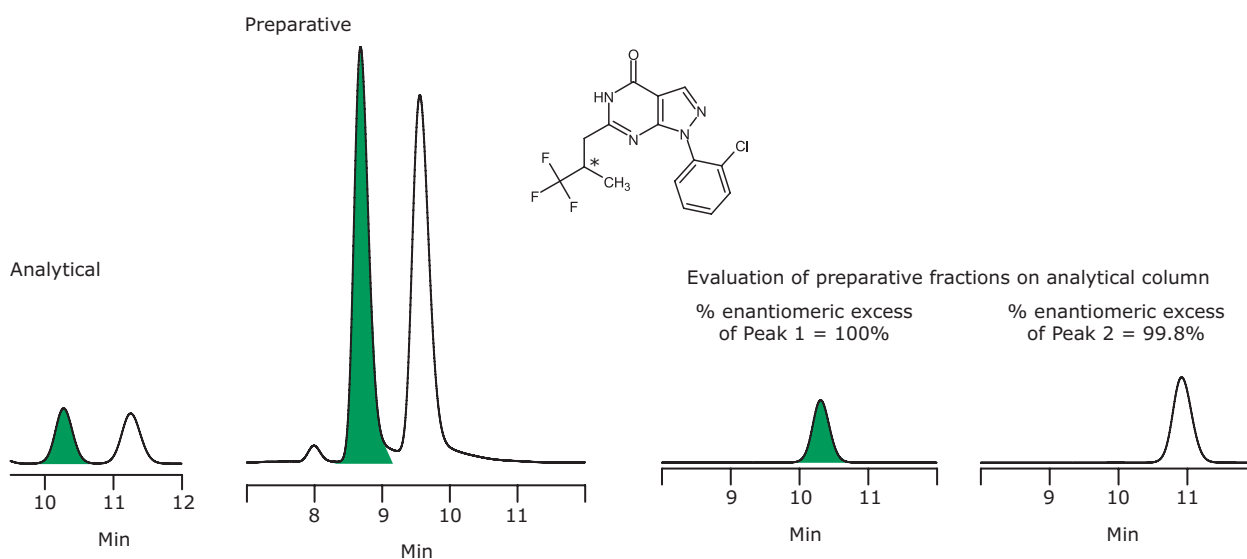 Preparative
O
HN
N
N
N
Cl
F
F
F
*
CH3
Analytical
10 11 12
Min
8 9 10 11
Min
Evaluation of preparative fractions on analytical column
% enantiomeric excess
of Peak 1 = 100%
% enantiomeric excess
of Peak 2 = 99.8%
9 10 11
Min
9 10 11
Min